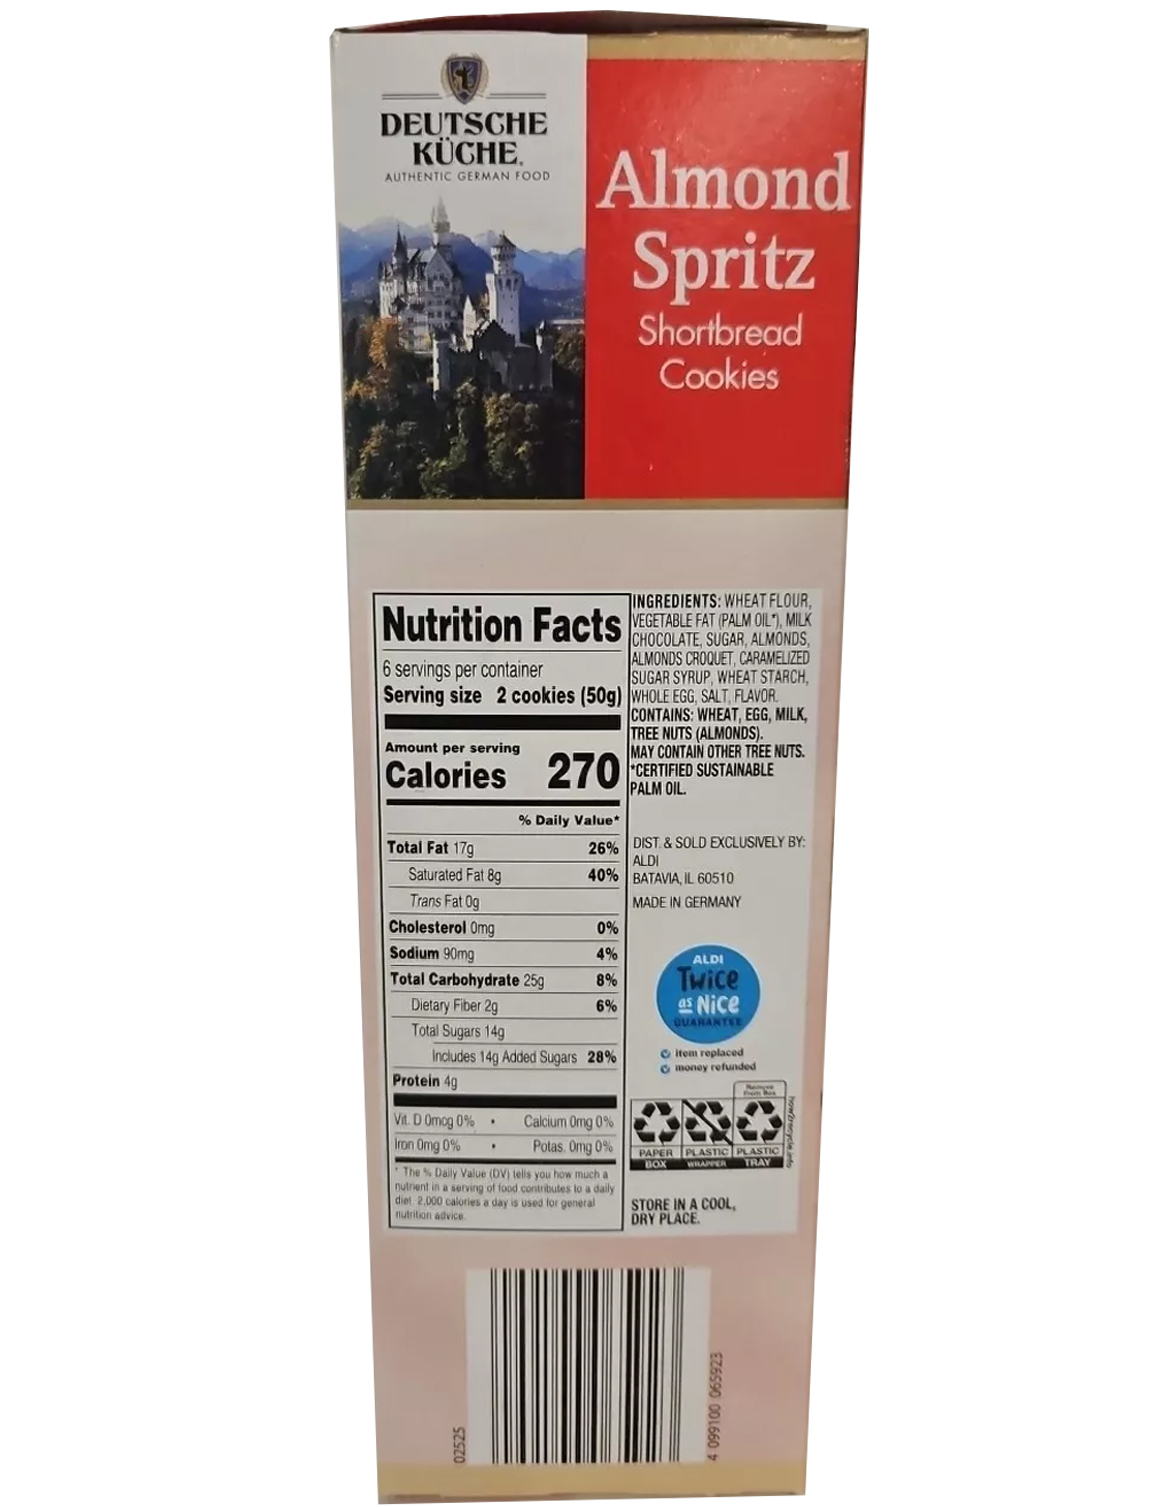 DEUTSCHE
KÜCHE.
AUTHENTIC GERMAN FOOD
Almond
Spritz
Shortbread
Cookies
Nutrition Facts
6 servings per container
Serving size 2 cookies (50g)
Amount per serving
Calories 270
% Daily Value*
Total Fat 17g 26%
Saturated Fat 8g 40%
Trans Fat 0g
Cholesterol 0mg 0%
Sodium 90mg 4%
Total Carbohydrate 25g 8%
Dietary Fiber 2g 6%
Total Sugars 14g
Includes 14g Added Sugars 28%
Protein 4g
Vit. D 0mcg 0% • Calcium 0mg 0%
Iron 0mg 0% • Potas. 0mg 0%
* The % Daily Value (DV) tells you how much a
nutrient in a serving of food contributes to a daily
diet. 2,000 calories a day is used for general
nutrition advice.
INGREDIENTS: WHEAT FLOUR,
VEGETABLE FAT (PALM OIL*), MILK
CHOCOLATE, SUGAR, ALMONDS,
ALMONDS CROQUET, CARAMELIZED
SUGAR SYRUP, WHEAT STARCH,
WHOLE EGG, SALT, FLAVOR.
CONTAINS: WHEAT, EGG, MILK,
TREE NUTS (ALMONDS).
MAY CONTAIN OTHER TREE NUTS.
*CERTIFIED SUSTAINABLE
PALM OIL.
DIST. & SOLD EXCLUSIVELY BY:
ALDI
BATAVIA, IL 60510
MADE IN GERMANY
ALDI
Twice
as Nice
GUARANTEE
item replaced
money refunded
Remove
From Box
PAPER PLASTIC PLASTIC
BOX WRAPPER TRAY
how2recycle.info
STORE IN A COOL,
DRY PLACE.
02525
4 099100 065923